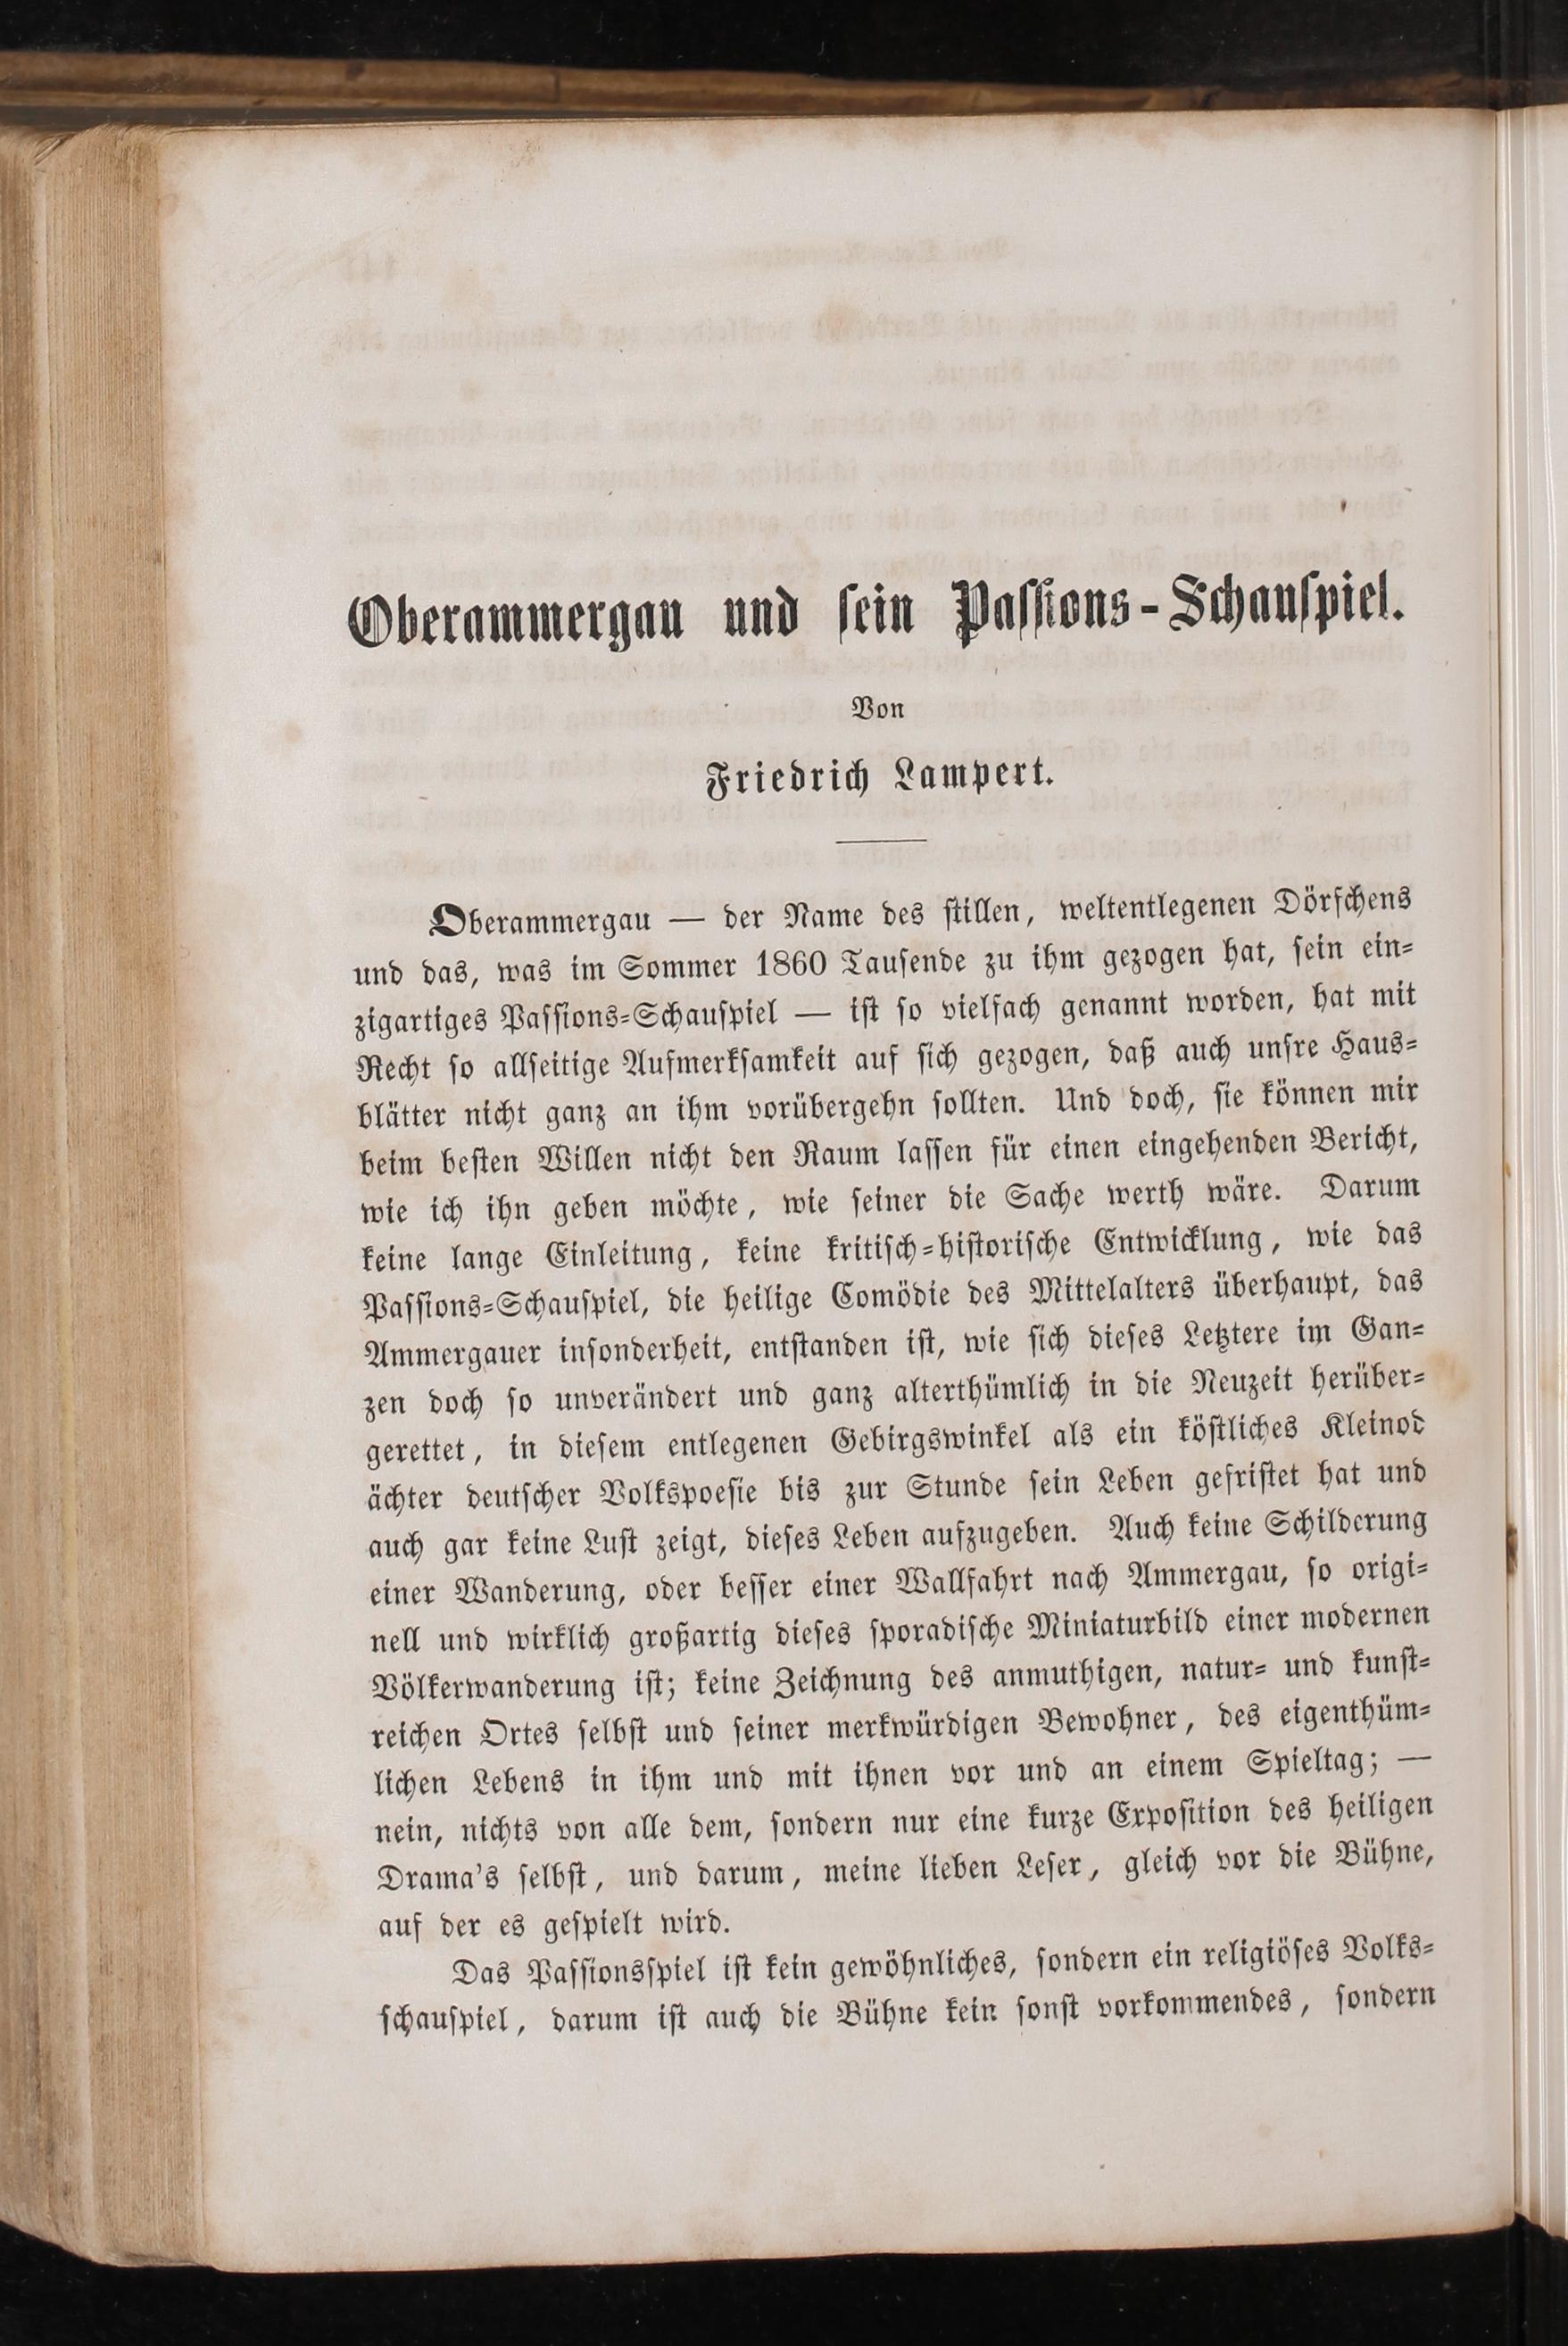 Oberammergau und sein Passions-Schauspiel.
Von
Friedrich Lampert.
Oberammergau — der Name des stillen, weltentlegenen Dörfchens
und das, was im Sommer 1860 Tausende zu ihm gezogen hat, sein ein-
zigartiges Passions-Schauspiel — ist so vielfach genannt worden, hat mit
Recht so allseitige Aufmerksamkeit auf sich gezogen, daß auch unsre Haus-
blätter nicht ganz an ihm vorübergehn sollten. Und doch, sie können mir
beim besten Willen nicht den Raum lassen für einen eingehenden Bericht,
wie ich ihn geben möchte, wie seiner die Sache werth wäre. Darum
keine lange Einleitung, keine kritisch-historische Entwicklung, wie das
Passions-Schauspiel, die heilige Comödie des Mittelalters überhaupt, das
Ammergauer insonderheit, entstanden ist, wie sich dieses Letztere im Gan-
zen doch so unverändert und ganz alterthümlich in die Neuzeit herüber-
gerettet, in diesem entlegenen Gebirgswinkel als ein köstliches Kleinod
ächter deutscher Volkspoesie bis zur Stunde sein Leben gefristet hat und
auch gar keine Lust zeigt, dieses Leben aufzugeben. Auch keine Schilderung
einer Wanderung, oder besser einer Wallfahrt nach Ammergau, so origi-
nell und wirklich großartig dieses sporadische Miniaturbild einer modernen
Völkerwanderung ist; keine Zeichnung des anmuthigen, natur- und kunst-
reichen Ortes selbst und seiner merkwürdigen Bewohner, des eigenthüm-
lichen Lebens in ihm und mit ihnen vor und an einem Spieltag; —
nein, nichts von alle dem, sondern nur eine kurze Exposition des heiligen
Drama's selbst, und darum, meine lieben Leser, gleich vor die Bühne,
auf der es gespielt wird.
Das Passionsspiel ist kein gewöhnliches, sondern ein religiöses Volks-
schauspiel, darum ist auch die Bühne kein sonst vorkommendes, sondern